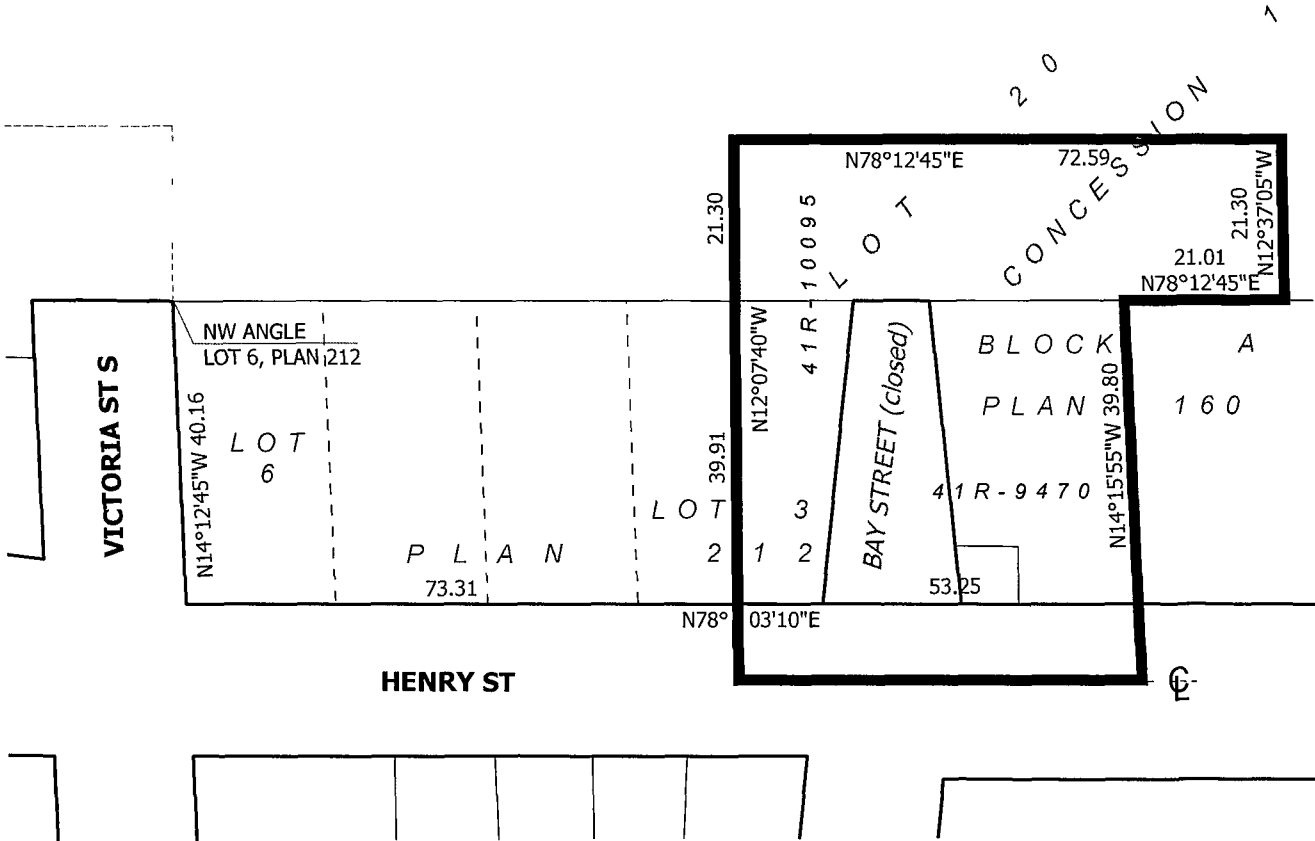 LOT 20
CONCESSION 1
N78°12'45"E
72.59
21.30
N12°37'05"W
21.30
21.01
N78°12'45"E
41R-10095
NW ANGLE
LOT 6, PLAN 212
N12°07'40"W
39.91
BAY STREET (closed)
BLOCK A
PLAN 160
N14°15'55"W 39.80
41R-9470
VICTORIA ST S
N14°12'45"W 40.16
LOT
6
LOT 3
PLAN 212
73.31
53.25
N78° 03'10"E
HENRY ST
℄